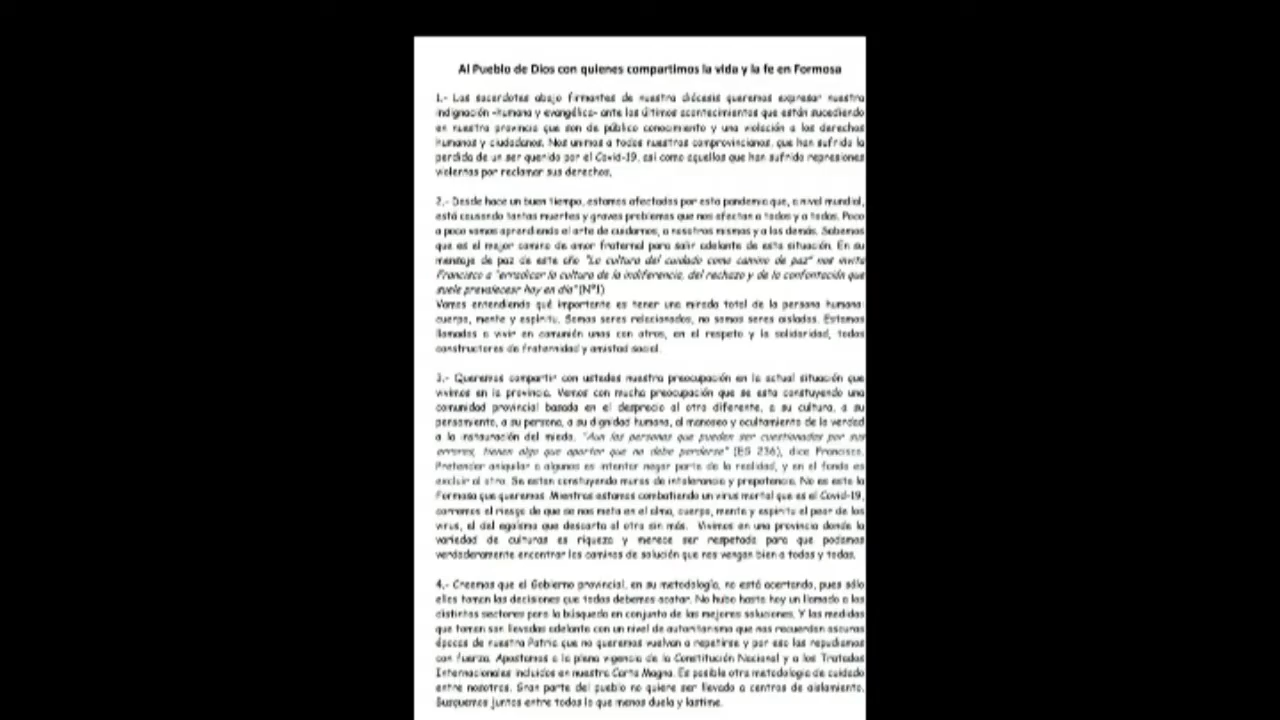 Al Pueblo de Dios con quienes compartimos la vida y la fe en Formosa
1.- Los sacerdotes abajo firmantes de nuestra diócesis queremos expresar nuestra
indignación -humana y evangélica- ante los últimos acontecimientos que están sucediendo
en nuestra provincia que son de público conocimiento y una violación a los derechos
humanos y ciudadanos. Nos unimos a todos nuestros comprovincianos, que han sufrido la
perdida de un ser querido por el Covid-19, así como aquellos que han sufrido represiones
violentas por reclamar sus derechos.
2.- Desde hace un buen tiempo, estamos afectados por esta pandemia que, a nivel mundial,
está causando tantas muertes y graves problemas que nos afectan a todos y a todas. Poco
a poco vamos aprendiendo el arte de cuidarnos, a nosotros mismos y a los demás. Sabemos
que es el mejor camino de amor fraternal para salir adelante de esta situación. En su
mensaje de paz de este año "La cultura del cuidado como camino de paz" nos invita
Francisco a "erradicar la cultura de la indiferencia, del rechazo y de la confontación que
suele prevalecer hoy en día" (Nº1)
Vamos entendiendo qué importante es tener una mirada total de la persona humana:
cuerpo, mente y espíritu. Somos seres relacionados, no somos seres aislados. Estamos
llamados a vivir en comunión unos con otros, en el respeto y la solidaridad, todos
constructores de fraternidad y amistad social.
3.- Queremos compartir con ustedes nuestra preocupación en la actual situación que
vivimos en la provincia. Vemos con mucha preocupación que se esta constuyendo una
comunidad provincial basada en el desprecio al otro diferente, a su cultura, a su
pensamiento, a su persona, a su dignidad humana, al manoseo y ocultamiento de la verdad
a la instauración del miedo. "Aun las personas que pueden ser cuestionadas por sus
errores, tienen algo que aportar que no debe perderse" (EG 236), dice Francisco.
Pretender aniquilar a algunos es intentar negar parte de la realidad, y en el fondo es
excluir al otro. Se estan constuyendo muros de intolerancia y prepotencia. No es esta la
Formosa que queremos. Mientras estamos combatiendo un virus mortal que es el Covid-19,
corremos el riesgo de que se nos meta en el alma, cuerpo, mente y espíritu el peor de los
virus, el del egoísmo que descarta al otro sin más. Vivimos en una provincia donde la
variedad de culturas es riqueza y merece ser respetada para que podamos
verdaderamente encontrar los caminos de solución que nos vengan bien a todos y todas.
4.- Creemos que el Gobierno provincial, en su metodología, no está acertando, pues sólo
ellos toman las decisiones que todos debemos acatar. No hubo hasta hoy un llamado a los
distintos sectores para la búsqueda en conjunto de las mejores soluciones. Y las medidas
que toman son llevadas adelante con un nivel de autoritarismo que nos recuerdan oscuras
épocas de nuestra Patria que no queremos vuelvan a repetirse y por eso las repudiamos
con fuerza. Apostamos a la plena vigencia de la Constitución Nacional y a los Tratados
Internacionales incluidos en nuestra Carta Magna. Es posible otra metodología de cuidado
entre nosotros. Gran parte del pueblo no quiere ser llevado a centros de aislamiento.
Busquemos juntos entre todos lo que menos duela y lastime.